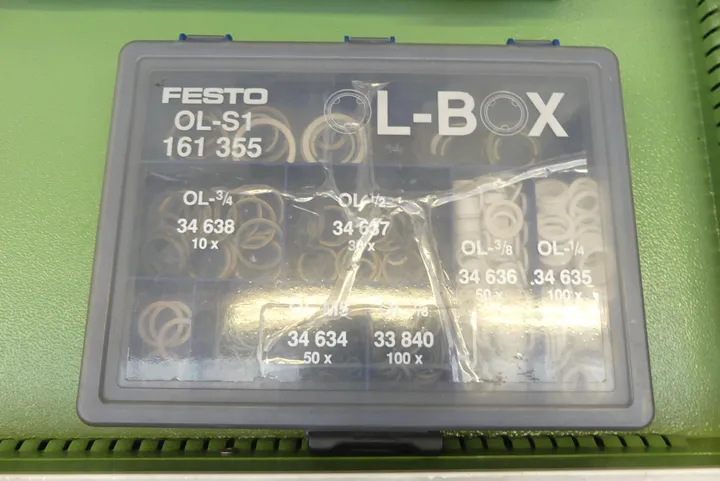 FESTO
OL-S1
161 355
OL-BOX
OL-3/4
34 638
10 x
OL-1/2
34 637
OL-3/8
34 636
50 x
OL-1/4
34 635
100 x
34 634
50 x
33 840
100 x